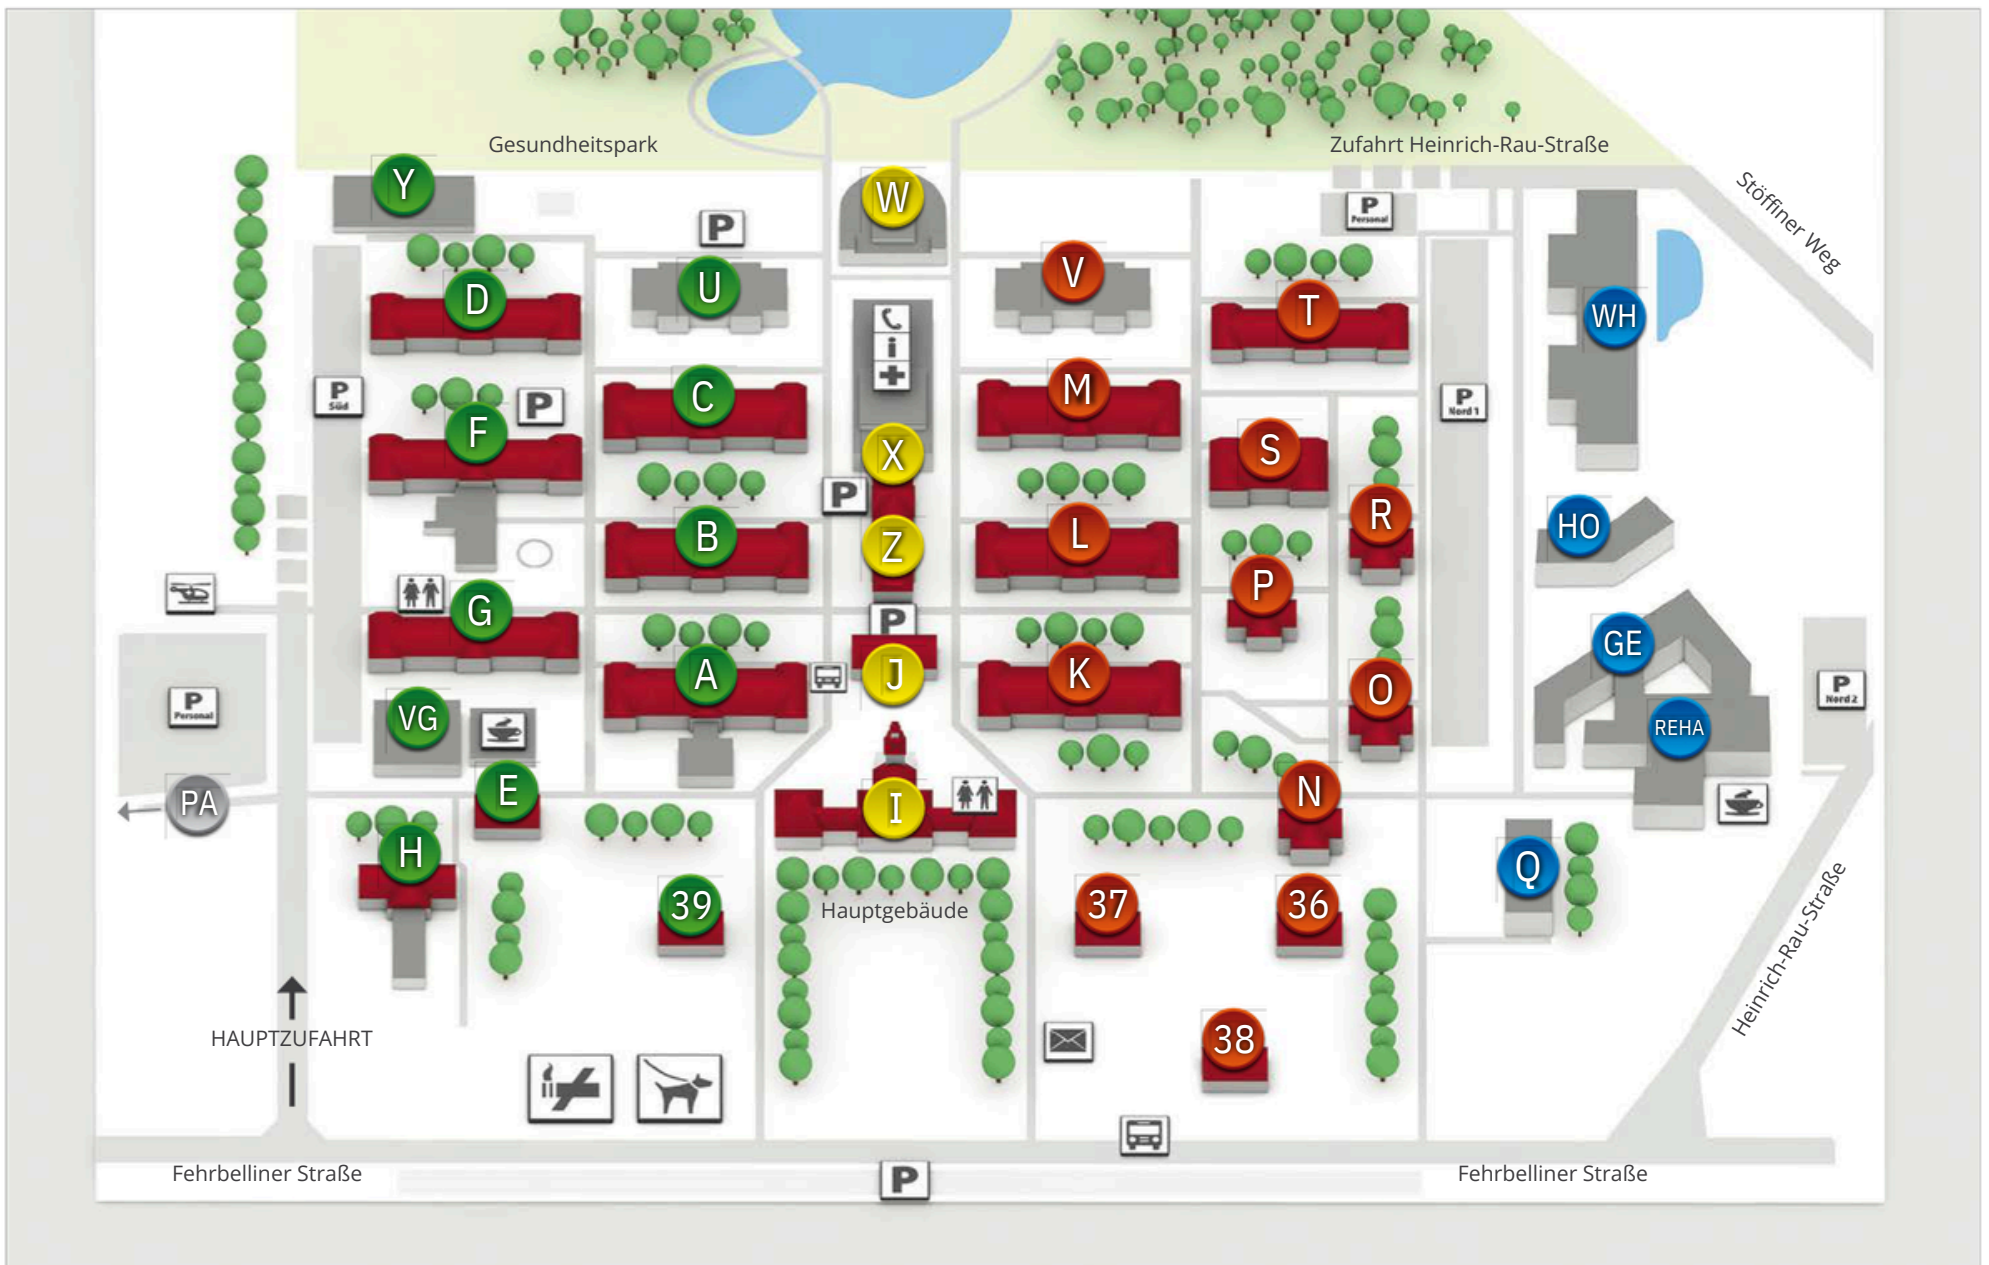 Gesundheitspark
Zufahrt Heinrich-Rau-Straße
Stöffiner Weg
Y
W
P
P
Personal
D
U
V
T
WH
i
P
Süd
F
P
C
M
P
Nord 1
X
S
P
B
Z
L
R
HO
P
G
P
GE
A
J
K
O
P
Personal
VG
P
Nord 2
REHA
PA
E
I
N
H
Q
39
Hauptgebäude
37
36
Heinrich-Rau-Straße
HAUPTZUFAHRT
38
Fehrbelliner Straße
P
Fehrbelliner Straße